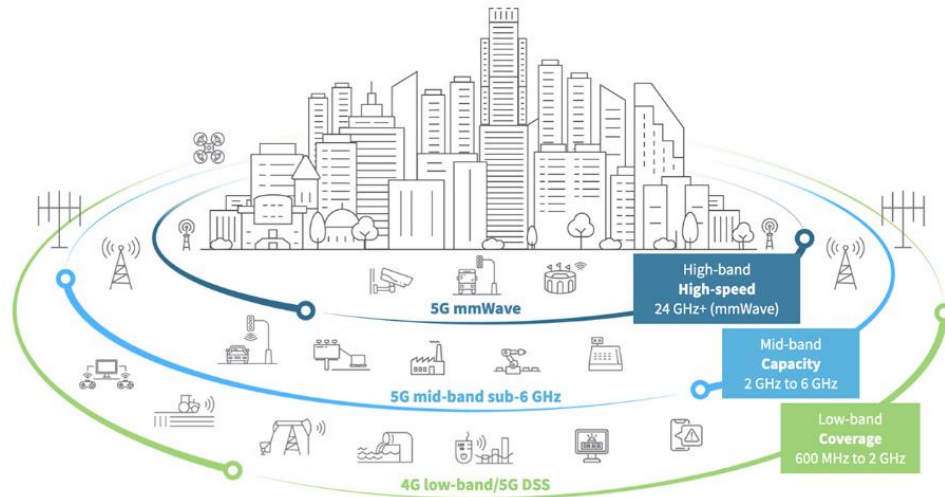 5G mmWave
High-band
High-speed
24 GHz+ (mmWave)
5G mid-band sub-6 GHz
Mid-band
Capacity
2 GHz to 6 GHz
4G low-band/5G DSS
Low-band
Coverage
600 MHz to 2 GHz